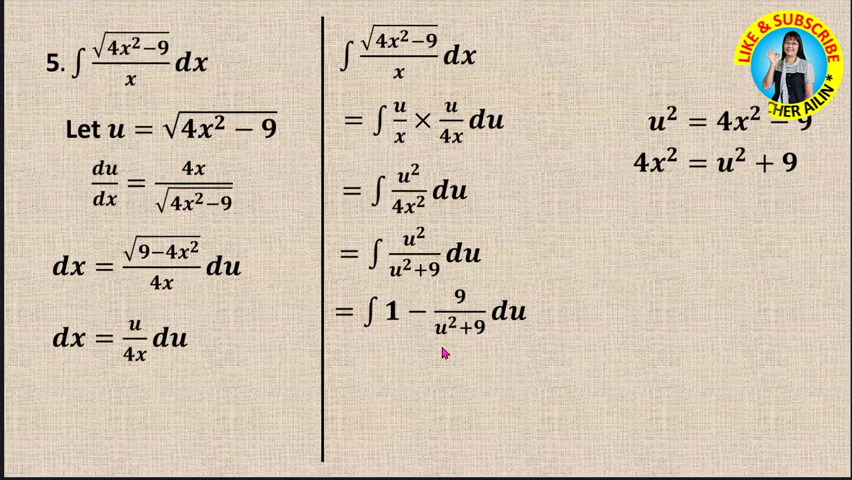 5. ∫ √(4x²−9)/x dx
Let u = √(4x² − 9)
du/dx = 4x/√(4x²−9)
dx = √(9−4x²)/4x du
dx = u/4x du
∫ √(4x²−9)/x dx
= ∫ u/x × u/4x du
= ∫ u²/4x² du
= ∫ u²/(u²+9) du
= ∫ 1 − 9/(u²+9) du
u² = 4x² − 9
4x² = u² + 9
LIKE & SUBSCRIBE
CHER AILIN *